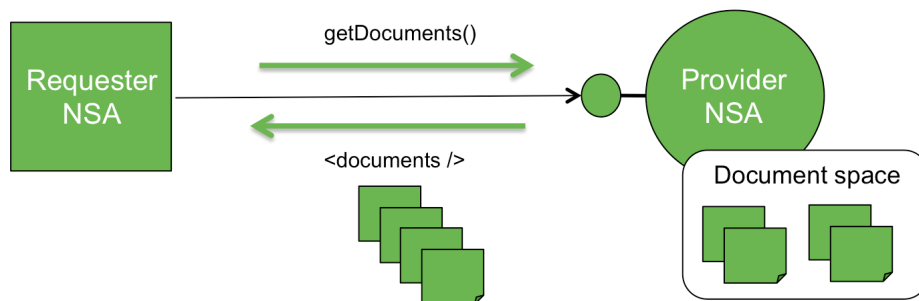 getDocuments()
Requester
NSA
Provider
NSA
<documents />
Document space